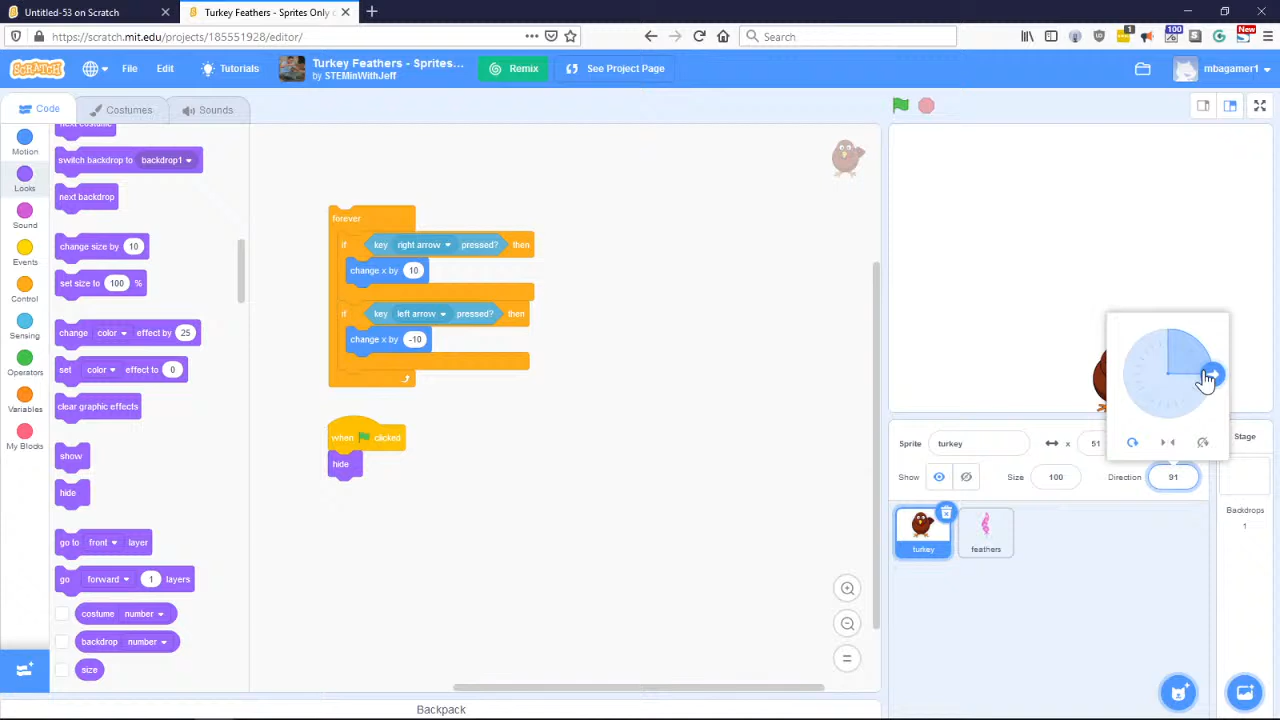 Untitled-53 on Scratch
Turkey Feathers - Sprites Only
https://scratch.mit.edu/projects/185551928/editor/
Search
1
100
New
SCRATCH
File
Edit
Tutorials
Turkey Feathers - Sprites...
by STEMinWithJeff
Remix
See Project Page
mbagamer1
Code
Costumes
Sounds
Motion
Looks
Sound
Events
Control
Sensing
Operators
Variables
My Blocks
next costume
switch backdrop to backdrop1
next backdrop
change size by 10
set size to 100 %
change color effect by 25
set color effect to 0
clear graphic effects
show
hide
go to front layer
go forward 1 layers
costume number
backdrop number
size
forever
if key right arrow pressed? then
change x by 10
if key left arrow pressed? then
change x by -10
when clicked
hide
Sprite turkey x 51
Show Size 100 Direction 91
turkey
feathers
Stage
Backdrops
1
Backpack